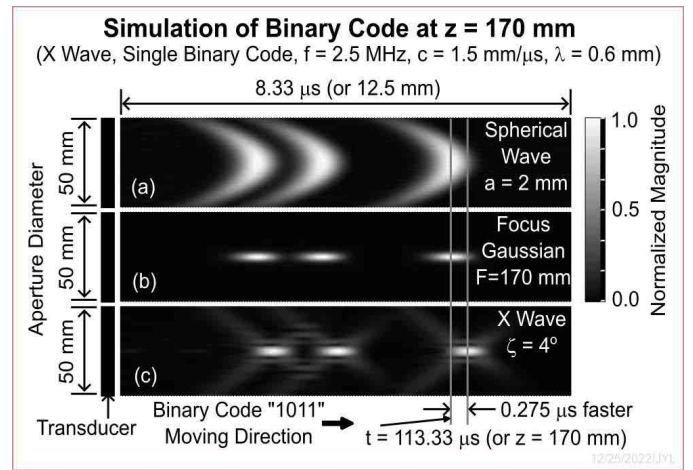 Simulation of Binary Code at z = 170 mm
(X Wave, Single Binary Code, f = 2.5 MHz, c = 1.5 mm/μs, λ = 0.6 mm)
8.33 μs (or 12.5 mm)
Aperture Diameter
50 mm
(a)
Spherical
Wave
a = 2 mm
50 mm
(b)
Focus
Gaussian
F=170 mm
50 mm
(c)
X Wave
ζ = 4º
1.0
0.5
0.0
Normalized Magnitude
Transducer
Binary Code "1011"
Moving Direction
0.275 μs faster
t = 113.33 μs (or z = 170 mm)
12/25/2022/JYL